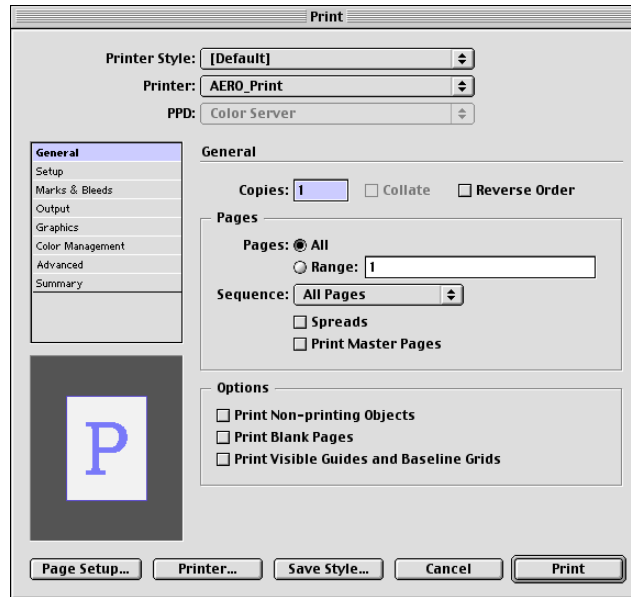 Print
Printer Style: [Default]
Printer: AERO_Print
PPD: Color Server
General
Setup
Marks & Bleeds
Output
Graphics
Color Management
Advanced
Summary
General
Copies: 1 Collate Reverse Order
Pages
Pages: All
Range: 1
Sequence: All Pages
Spreads
Print Master Pages
Options
Print Non-printing Objects
Print Blank Pages
Print Visible Guides and Baseline Grids
P
Page Setup... Printer... Save Style... Cancel Print